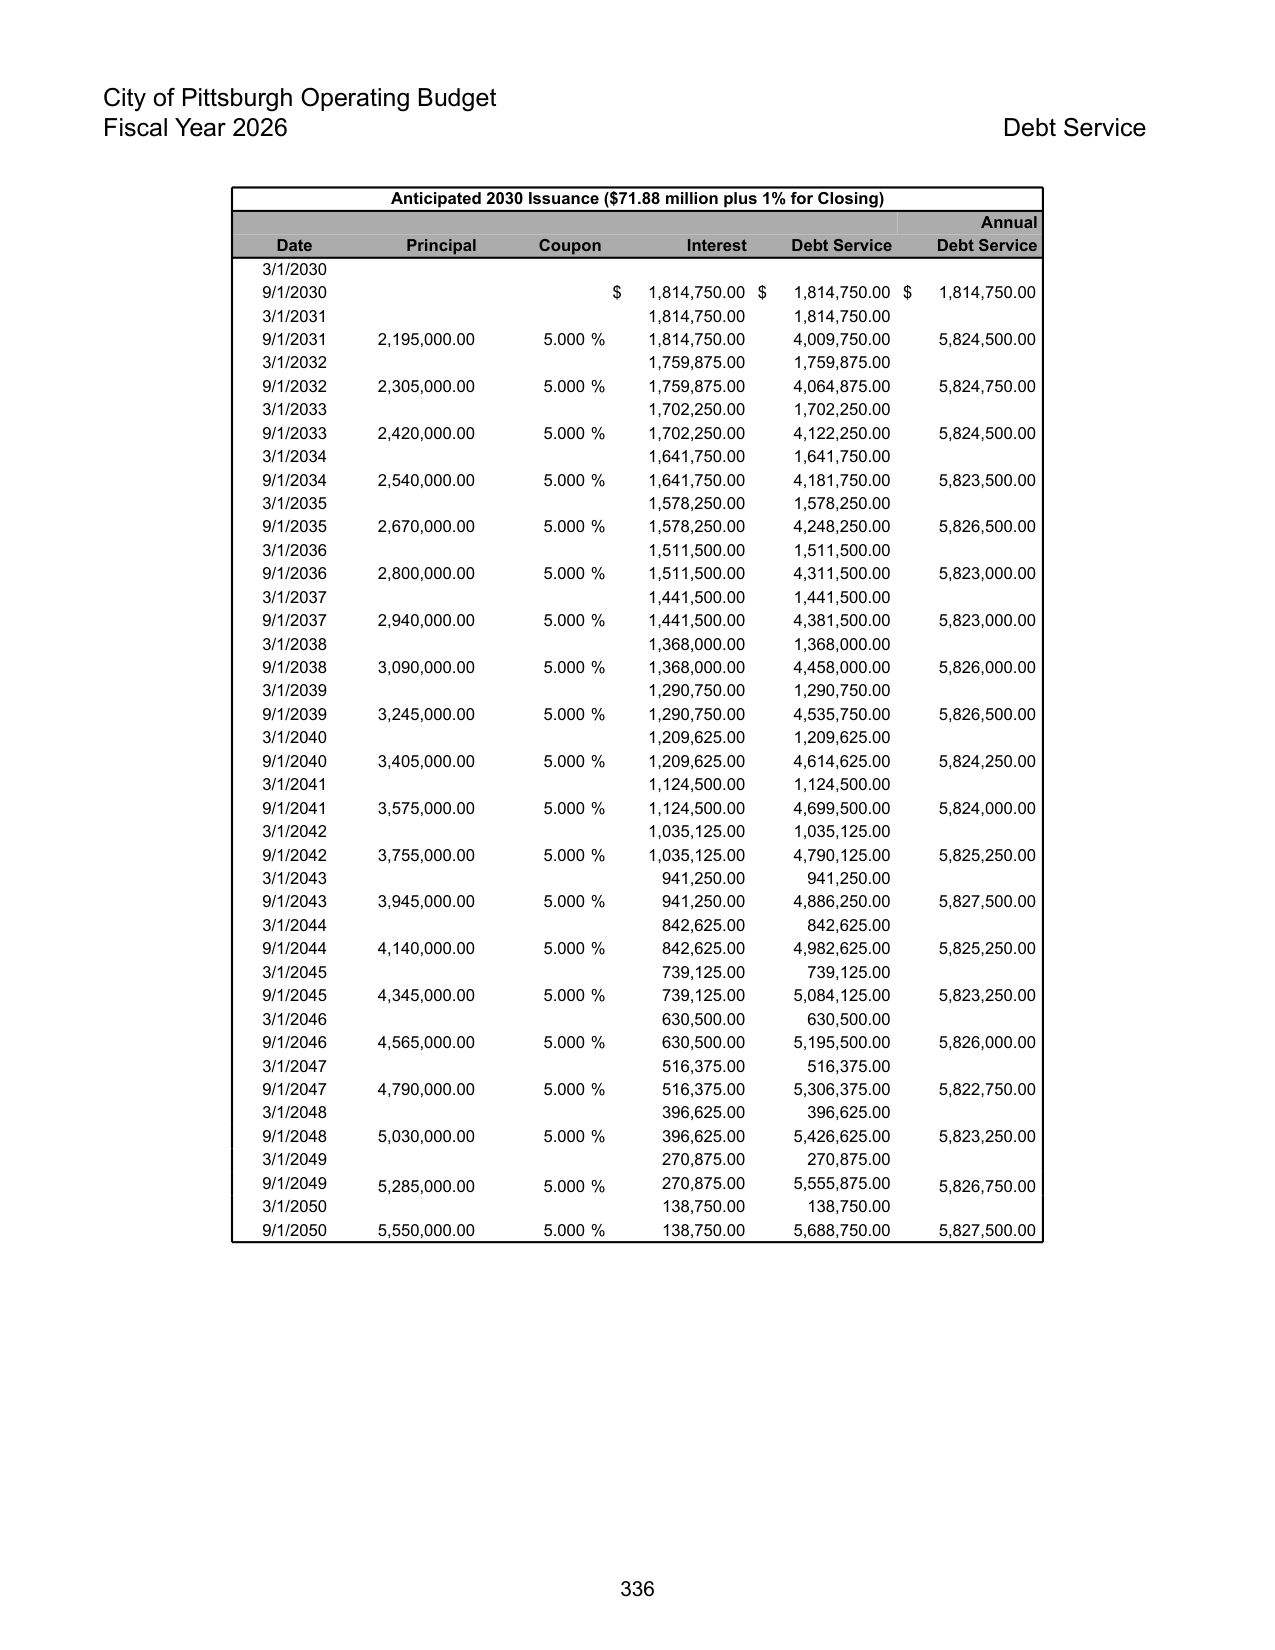 City of Pittsburgh Operating Budget
Fiscal Year 2026 Debt Service
Anticipated 2030 Issuance ($71.88 million plus 1% for Closing)
Annual
Date Principal Coupon Interest Debt Service Debt Service
3/1/2030
9/1/2030 $ 1,814,750.00 $ 1,814,750.00 $ 1,814,750.00
3/1/2031 1,814,750.00 1,814,750.00
9/1/2031 2,195,000.00 5.000 % 1,814,750.00 4,009,750.00 5,824,500.00
3/1/2032 1,759,875.00 1,759,875.00
9/1/2032 2,305,000.00 5.000 % 1,759,875.00 4,064,875.00 5,824,750.00
3/1/2033 1,702,250.00 1,702,250.00
9/1/2033 2,420,000.00 5.000 % 1,702,250.00 4,122,250.00 5,824,500.00
3/1/2034 1,641,750.00 1,641,750.00
9/1/2034 2,540,000.00 5.000 % 1,641,750.00 4,181,750.00 5,823,500.00
3/1/2035 1,578,250.00 1,578,250.00
9/1/2035 2,670,000.00 5.000 % 1,578,250.00 4,248,250.00 5,826,500.00
3/1/2036 1,511,500.00 1,511,500.00
9/1/2036 2,800,000.00 5.000 % 1,511,500.00 4,311,500.00 5,823,000.00
3/1/2037 1,441,500.00 1,441,500.00
9/1/2037 2,940,000.00 5.000 % 1,441,500.00 4,381,500.00 5,823,000.00
3/1/2038 1,368,000.00 1,368,000.00
9/1/2038 3,090,000.00 5.000 % 1,368,000.00 4,458,000.00 5,826,000.00
3/1/2039 1,290,750.00 1,290,750.00
9/1/2039 3,245,000.00 5.000 % 1,290,750.00 4,535,750.00 5,826,500.00
3/1/2040 1,209,625.00 1,209,625.00
9/1/2040 3,405,000.00 5.000 % 1,209,625.00 4,614,625.00 5,824,250.00
3/1/2041 1,124,500.00 1,124,500.00
9/1/2041 3,575,000.00 5.000 % 1,124,500.00 4,699,500.00 5,824,000.00
3/1/2042 1,035,125.00 1,035,125.00
9/1/2042 3,755,000.00 5.000 % 1,035,125.00 4,790,125.00 5,825,250.00
3/1/2043 941,250.00 941,250.00
9/1/2043 3,945,000.00 5.000 % 941,250.00 4,886,250.00 5,827,500.00
3/1/2044 842,625.00 842,625.00
9/1/2044 4,140,000.00 5.000 % 842,625.00 4,982,625.00 5,825,250.00
3/1/2045 739,125.00 739,125.00
9/1/2045 4,345,000.00 5.000 % 739,125.00 5,084,125.00 5,823,250.00
3/1/2046 630,500.00 630,500.00
9/1/2046 4,565,000.00 5.000 % 630,500.00 5,195,500.00 5,826,000.00
3/1/2047 516,375.00 516,375.00
9/1/2047 4,790,000.00 5.000 % 516,375.00 5,306,375.00 5,822,750.00
3/1/2048 396,625.00 396,625.00
9/1/2048 5,030,000.00 5.000 % 396,625.00 5,426,625.00 5,823,250.00
3/1/2049 270,875.00 270,875.00
9/1/2049 5,285,000.00 5.000 % 270,875.00 5,555,875.00 5,826,750.00
3/1/2050 138,750.00 138,750.00
9/1/2050 5,550,000.00 5.000 % 138,750.00 5,688,750.00 5,827,500.00
336